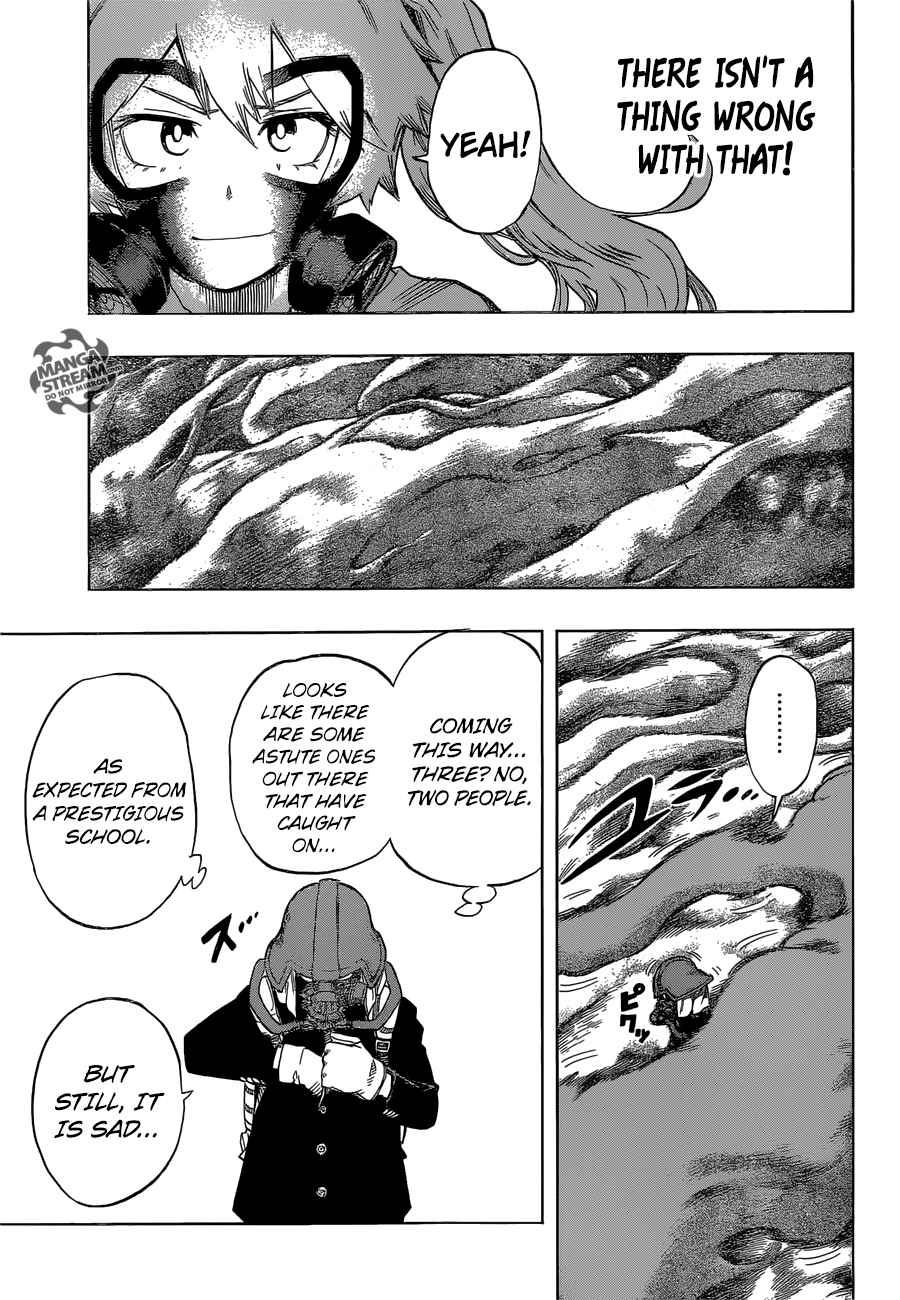 THERE ISN'T A
THING WRONG
WITH THAT!
YEAH!
MANGA
STREAM
DO NOT MIRROR
.........
ユラ...
ピクッ
COMING
THIS WAY...
THREE? NO,
TWO PEOPLE.
LOOKS
LIKE THERE
ARE SOME
ASTUTE ONES
OUT THERE
THAT HAVE
CAUGHT
ON...
AS
EXPECTED FROM
A PRESTIGIOUS
SCHOOL.
ス...
BUT
STILL, IT
IS SAD...